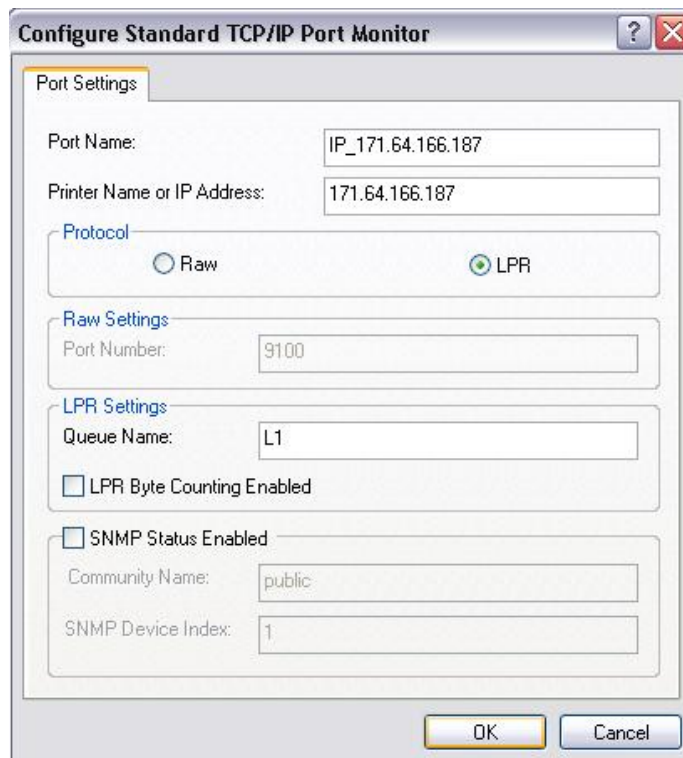 Configure Standard TCP/IP Port Monitor
Port Settings
Port Name: IP_171.64.166.187
Printer Name or IP Address: 171.64.166.187
Protocol
Raw LPR
Raw Settings
Port Number: 9100
LPR Settings
Queue Name: L1
LPR Byte Counting Enabled
SNMP Status Enabled
Community Name: public
SNMP Device Index: 1
OK Cancel